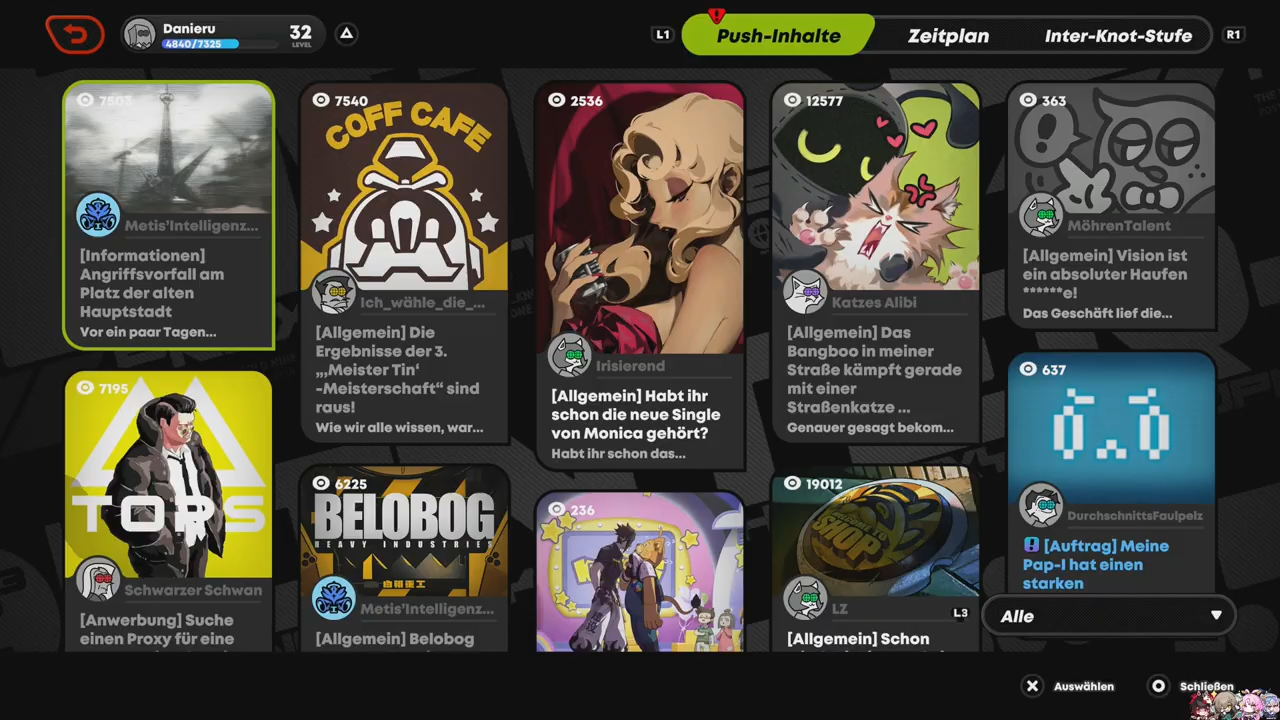 Danieru
4840/7325
32
LEVEL
L1
Push-Inhalte
Zeitplan
Inter-Knot-Stufe
R1
7503
Metis'Intelligenz...
[Informationen]
Angriffsvorfall am
Platz der alten
Hauptstadt
Vor ein paar Tagen...
7540
COFF CAFE
Ich_wähle_die_...
[Allgemein] Die
Ergebnisse der 3.
„‚Meister Tin‘
-Meisterschaft“ sind
raus!
Wie wir alle wissen, war...
2536
Irisierend
[Allgemein] Habt ihr
schon die neue Single
von Monica gehört?
Habt ihr schon das...
12577
Katzes Alibi
[Allgemein] Das
Bangboo in meiner
Straße kämpft gerade
mit einer
Straßenkatze ...
Genauer gesagt bekom...
363
MöhrenTalent
[Allgemein] Vision ist
ein absoluter Haufen
******e!
Das Geschäft lief die...
7195
TOPS
Schwarzer Schwan
[Anwerbung] Suche
einen Proxy für eine
6225
BELOBOG
HEAVY INDUSTRIES
Metis'Intelligenz...
[Allgemein] Belobog
236
19012
SHOP
LZ
L3
[Allgemein] Schon
637
DurchschnittsFaulpelz
[Auftrag] Meine
Pap-I hat einen
starken
Alle
Auswählen
Schließen